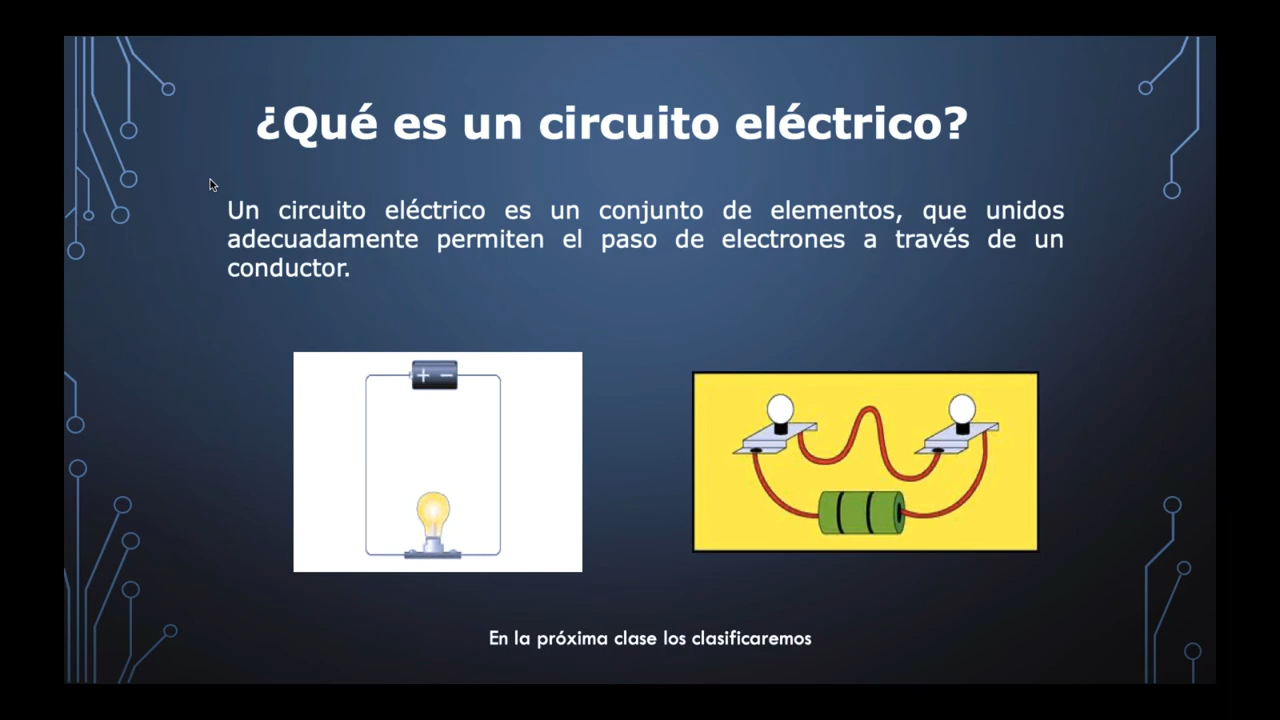 ¿Qué es un circuito eléctrico?
Un circuito eléctrico es un conjunto de elementos, que unidos
adecuadamente permiten el paso de electrones a través de un
conductor.
+ −
En la próxima clase los clasificaremos